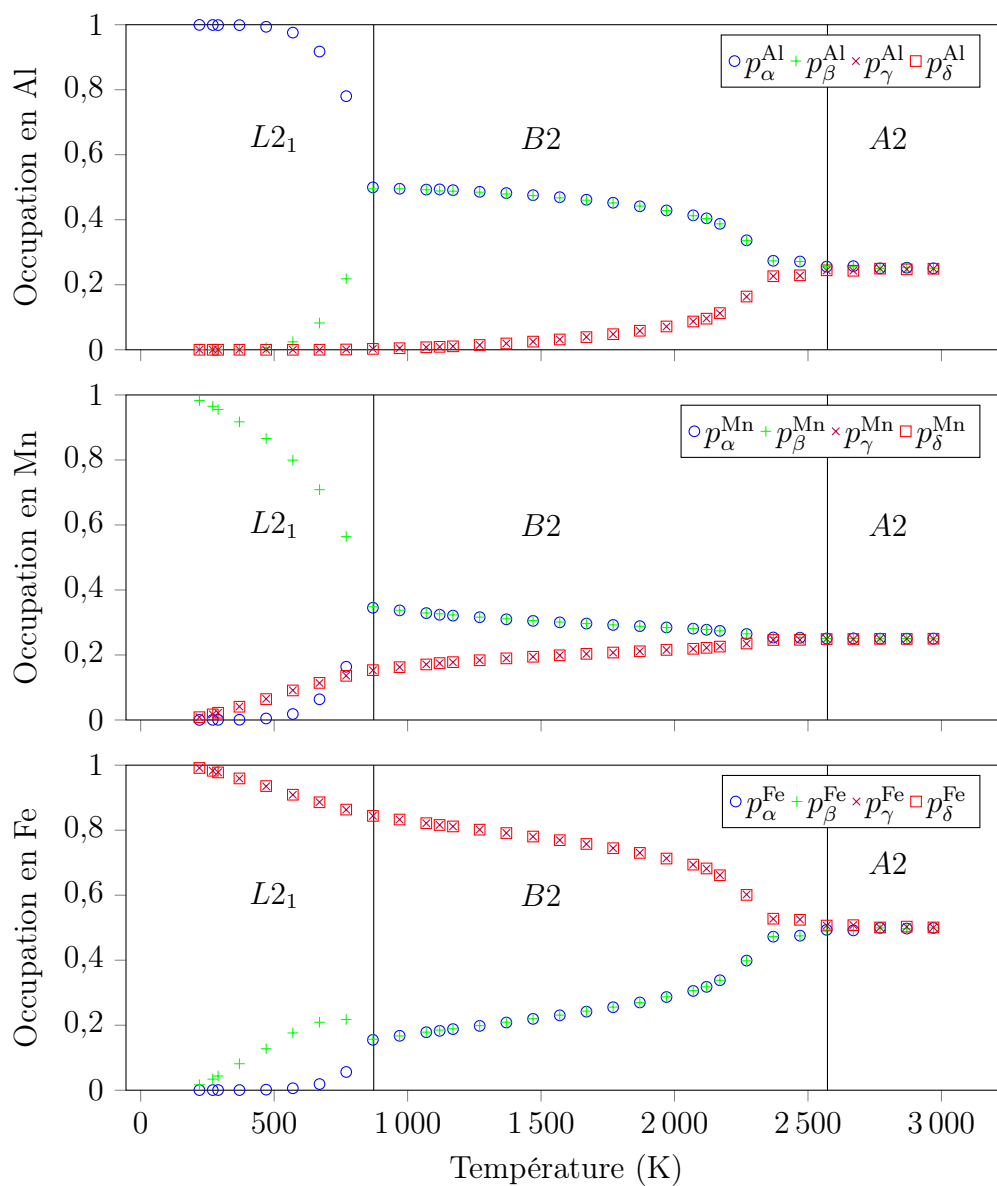 Occupation en Al
1
0,8
0,6
0,4
0,2
0
p_α^Al p_β^Al p_γ^Al p_δ^Al
L2₁ B2 A2
Occupation en Mn
1
0,8
0,6
0,4
0,2
0
p_α^Mn p_β^Mn p_γ^Mn p_δ^Mn
L2₁ B2 A2
Occupation en Fe
1
0,8
0,6
0,4
0,2
0
p_α^Fe p_β^Fe p_γ^Fe p_δ^Fe
L2₁ B2 A2
0 500 1 000 1 500 2 000 2 500 3 000
Température (K)